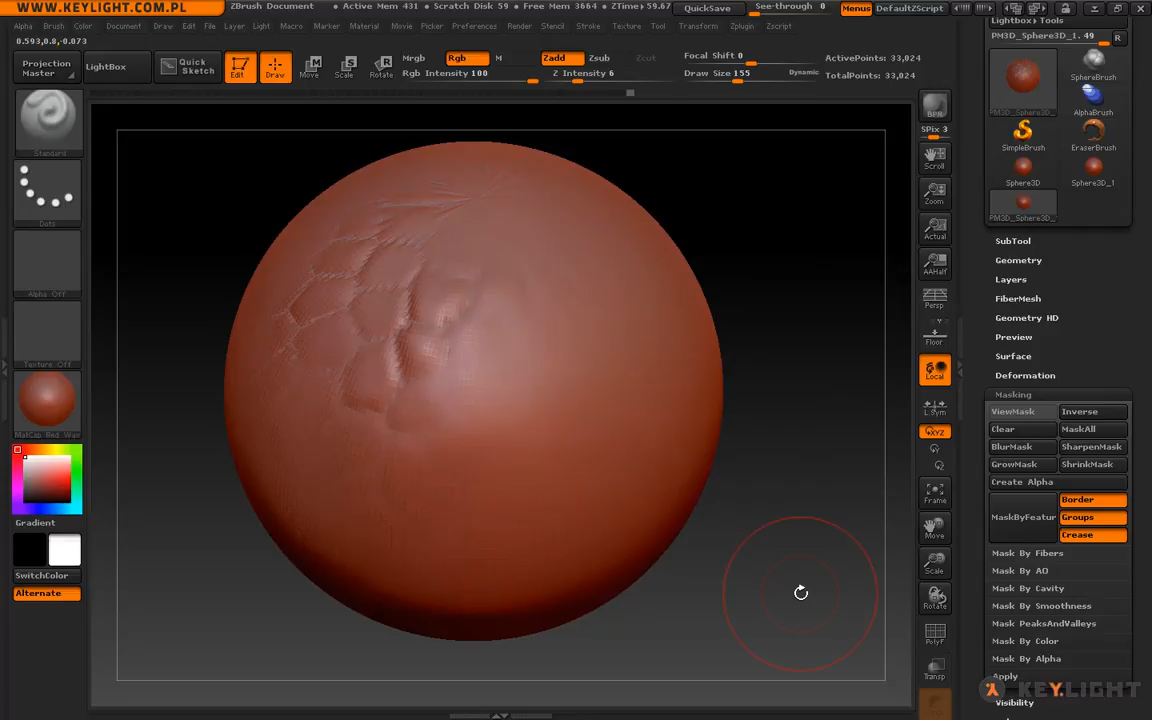 WWW.KEYLIGHT.COM.PL
ZBrush Document
• Active Mem 431 • Scratch Disk 59 • Free Mem 3664 • ZTime▸59.67
QuickSave
See-through 0
Menus
DefaultZScript
Alpha Brush Color Document Draw Edit File Layer Light Macro Marker Material Movie Picker Preferences Render Stencil Stroke Texture Tool Transform Zplugin Zscript
0.593,0.8,-0.073
Projection
Master
LightBox
Quick
Sketch
Edit
Draw
Move
Scale
Rotate
Mrgb
Rgb
M
Rgb Intensity 100
Zadd
Zsub
Zcut
Z Intensity 6
Focal Shift 0
Draw Size 155
Dynamic
ActivePoints: 33,024
TotalPoints: 33,024
Standard
Dots
Alpha Off
Texture Off
MatCap Red Wax
Gradient
SwitchColor
Alternate
BPR
SPix 3
Scroll
Zoom
Actual
AAHalf
Persp
Floor
Local
L.Sym
XYZ
Frame
Move
Scale
Rotate
PolyF
Transp
Lightbox▸ Tools
PM3D_Sphere3D_1. 49
R
PM3D_Sphere3D_
SphereBrush
AlphaBrush
SimpleBrush
EraserBrush
Sphere3D
Sphere3D_1
PM3D_Sphere3D_
SubTool
Geometry
Layers
FiberMesh
Geometry HD
Preview
Surface
Deformation
Masking
ViewMask
Inverse
Clear
MaskAll
BlurMask
SharpenMask
GrowMask
ShrinkMask
Create Alpha
MaskByFeatur
Border
Groups
Crease
Mask By Fibers
Mask By AO
Mask By Cavity
Mask By Smoothness
Mask PeaksAndValleys
Mask By Color
Mask By Alpha
Apply
KEY.LIGHT
Visibility